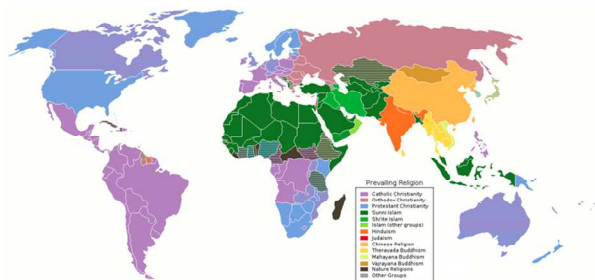 Prevailing Religion
Catholic Christianity
Orthodox Christianity
Protestant Christianity
Sunni Islam
Shi'ite Islam
Islam (other groups)
Hinduism
Judaism
Chinese Religion
Theravada Buddhism
Mahayana Buddhism
Vajrayana Buddhism
Nature Religions
Other Groups